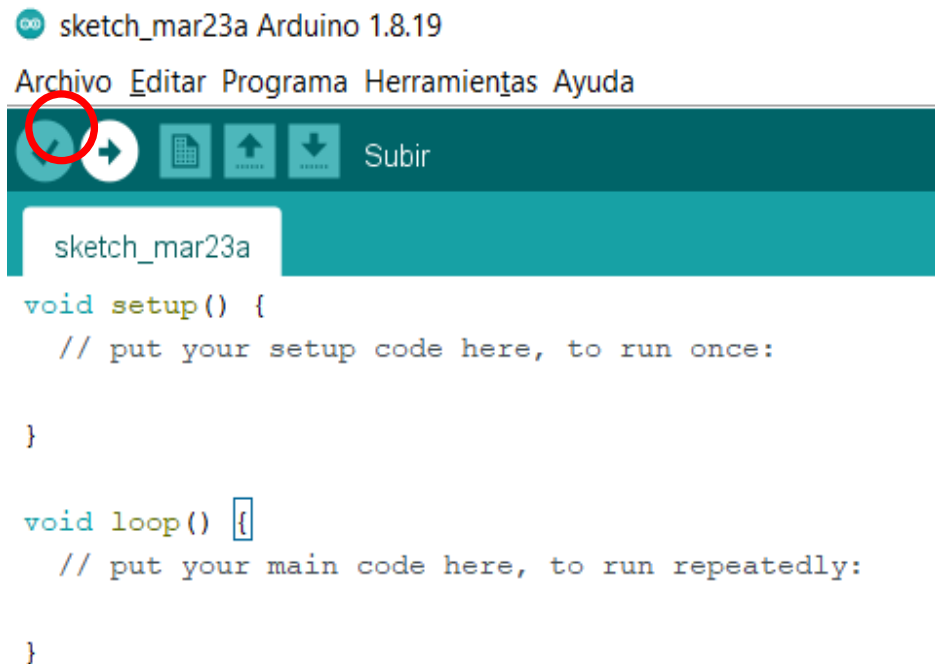 sketch_mar23a Arduino 1.8.19
Archivo Editar Programa Herramientas Ayuda
Subir
sketch_mar23a
void setup() {
  // put your setup code here, to run once:
}
void loop() {
  // put your main code here, to run repeatedly:
}